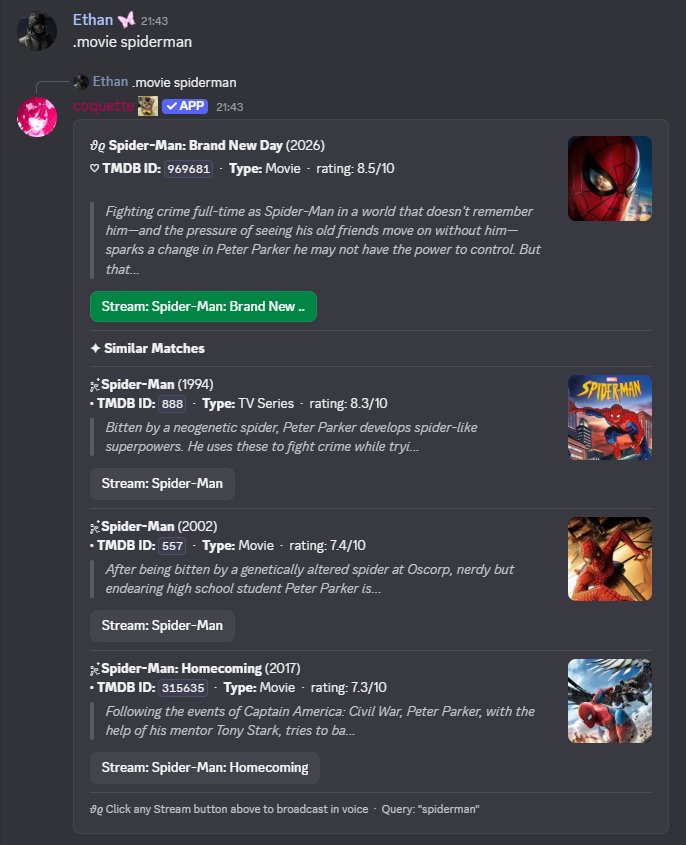 Ethan 21:43
.movie spiderman
Ethan .movie spiderman
coquette ✓ APP 21:43
ϑϱ Spider-Man: Brand New Day (2026)
♡ TMDB ID: 969681 · Type: Movie · rating: 8.5/10
Fighting crime full-time as Spider-Man in a world that doesn't remember
him—and the pressure of seeing his old friends move on without him—
sparks a change in Peter Parker he may not have the power to control. But
that...
Stream: Spider-Man: Brand New ..
✦ Similar Matches
Spider-Man (1994)
• TMDB ID: 888 · Type: TV Series · rating: 8.3/10
Bitten by a neogenetic spider, Peter Parker develops spider-like
superpowers. He uses these to fight crime while tryi...
MARVEL
SPIDER-MAN
Stream: Spider-Man
Spider-Man (2002)
• TMDB ID: 557 · Type: Movie · rating: 7.4/10
After being bitten by a genetically altered spider at Oscorp, nerdy but
endearing high school student Peter Parker is...
Stream: Spider-Man
Spider-Man: Homecoming (2017)
• TMDB ID: 315635 · Type: Movie · rating: 7.3/10
Following the events of Captain America: Civil War, Peter Parker, with the
help of his mentor Tony Stark, tries to ba...
Stream: Spider-Man: Homecoming
ϑϱ Click any Stream button above to broadcast in voice · Query: "spiderman"